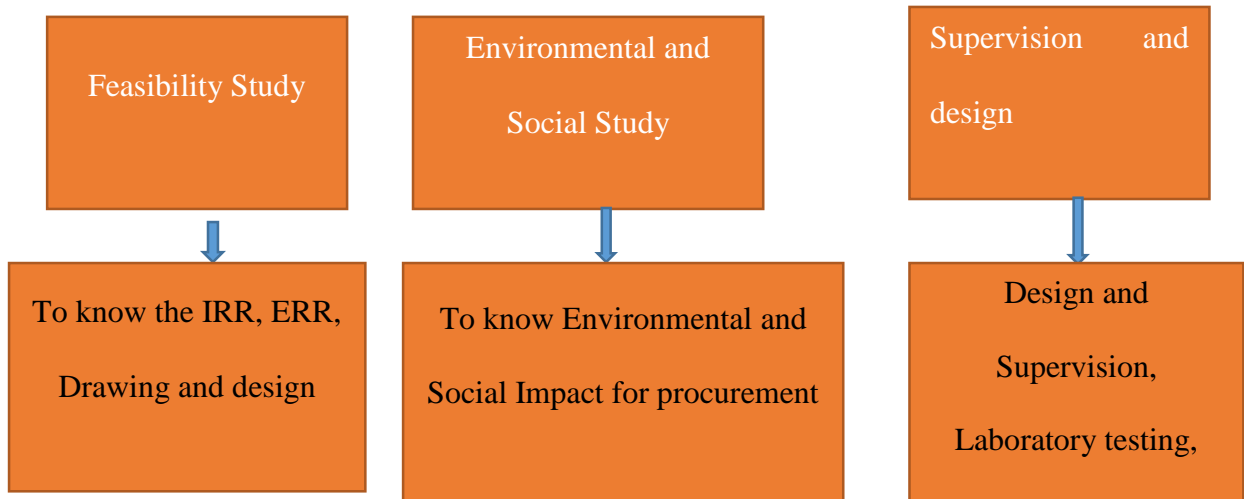 Feasibility Study
Environmental and
Social Study
Supervision and
design
To know the IRR, ERR,
Drawing and design
To know Environmental and
Social Impact for procurement
Design and
Supervision,
Laboratory testing,